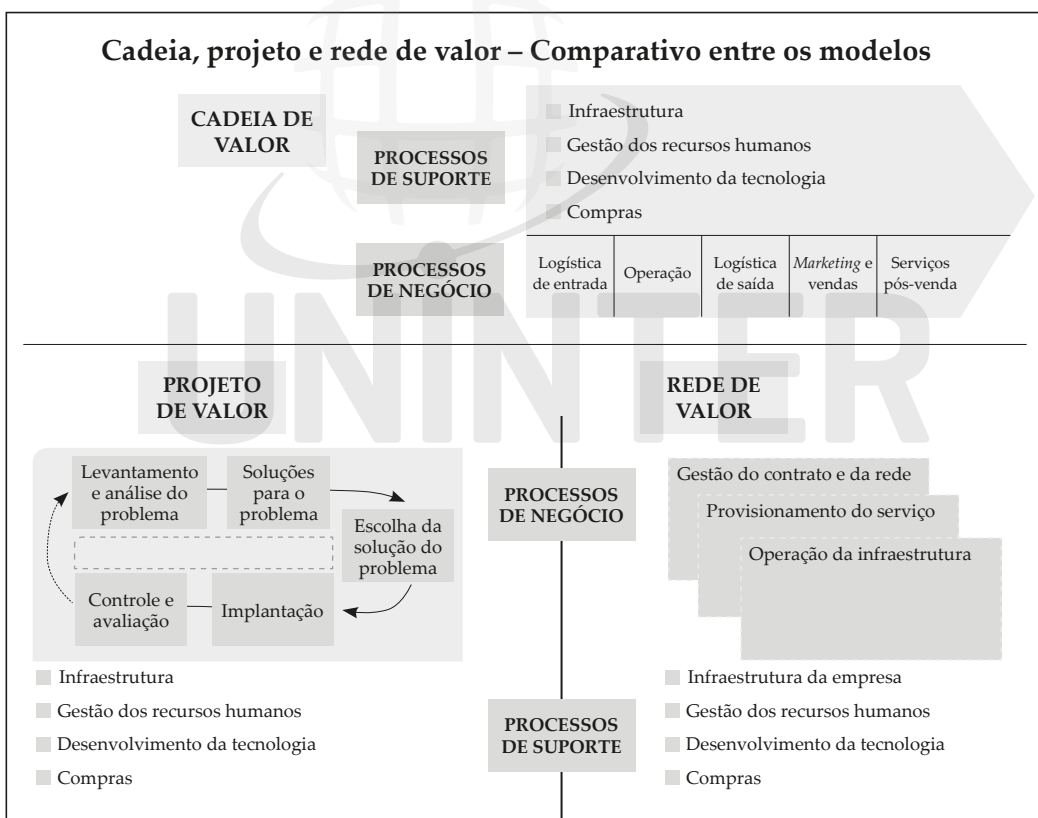 Cadeia, projeto e rede de valor – Comparativo entre os modelos
CADEIA DE
VALOR
PROCESSOS
DE SUPORTE
Infraestrutura
Gestão dos recursos humanos
Desenvolvimento da tecnologia
Compras
PROCESSOS
DE NEGÓCIO
Logística
de entrada
Operação
Logística
de saída
Marketing e
vendas
Serviços
pós-venda
UNINTER
PROJETO
DE VALOR
Levantamento
e análise do
problema
Soluções
para o
problema
Escolha da
solução do
problema
Implantação
Controle e
avaliação
Infraestrutura
Gestão dos recursos humanos
Desenvolvimento da tecnologia
Compras
PROCESSOS
DE NEGÓCIO
PROCESSOS
DE SUPORTE
REDE DE
VALOR
Gestão do contrato e da rede
Provisionamento do serviço
Operação da infraestrutura
Infraestrutura da empresa
Gestão dos recursos humanos
Desenvolvimento da tecnologia
Compras